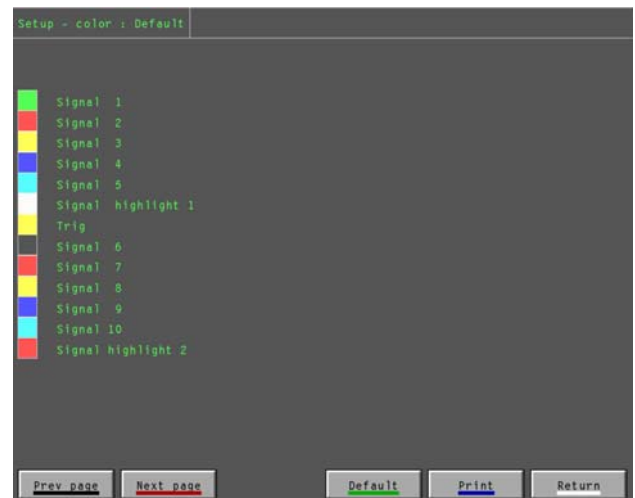 Setup - color : Default
Signal 1
Signal 2
Signal 3
Signal 4
Signal 5
Signal highlight 1
Trig
Signal 6
Signal 7
Signal 8
Signal 9
Signal 10
Signal highlight 2
Prev page Next page Default Print Return